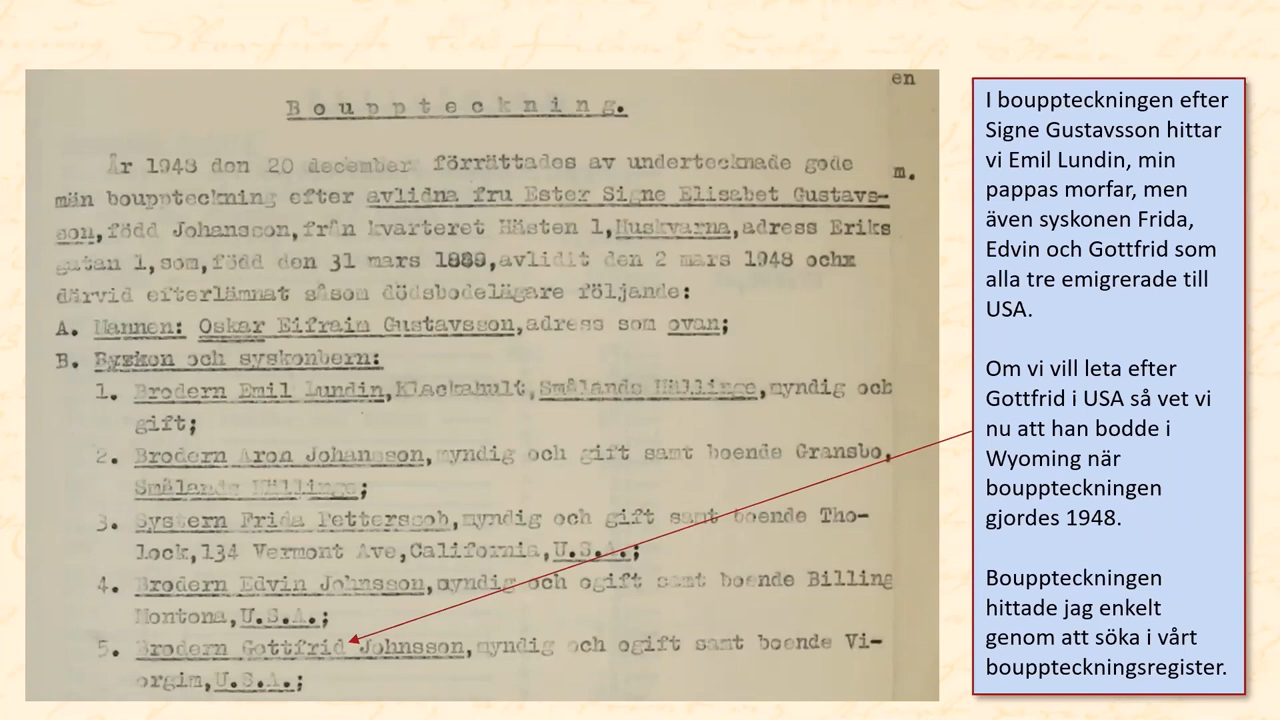 en
Bouppteckning.
År 1948 den 20 december förrättades av undertecknade gode
m.
män bouppteckning efter avlidna fru Ester Signe Elisabet Gustavs-
son,född Johansson,från kvarteret Hästen 1,Huskvarna,adress Eriks
gatan 1,som,född den 31 mars 1889,avlidit den 2 mars 1948 ochx
därvid efterlämnat såsom dödsbodelägare följande:
A. Mannen: Oskar Eifraim Gustavsson,adress som ovan;
B. Syskon och syskonbern:
1. Brodern Emil Lundin,Klackahult,Smålands Hällinge,myndig och
gift;
2. Brodern Aron Johansson,myndig och gift samt boende Gransbo,
Smålands Hällinge;
3. Systern Frida Petterssob,myndig och gift samt boende Tho-
lock,134 Vermont Ave,California,U.S.A.;
4. Brodern Edvin Johnsson,myndig och ogift samt boende Billing
Montona,U.S.A.;
5. Brodern Gottfrid Johnsson,myndig och ogift samt boende Vi-
orgim,U.S.A.;
I bouppteckningen efter
Signe Gustavsson hittar
vi Emil Lundin, min
pappas morfar, men
även syskonen Frida,
Edvin och Gottfrid som
alla tre emigrerade till
USA.
Om vi vill leta efter
Gottfrid i USA så vet vi
nu att han bodde i
Wyoming när
bouppteckningen
gjordes 1948.
Bouppteckningen
hittade jag enkelt
genom att söka i vårt
bouppteckningsregister.